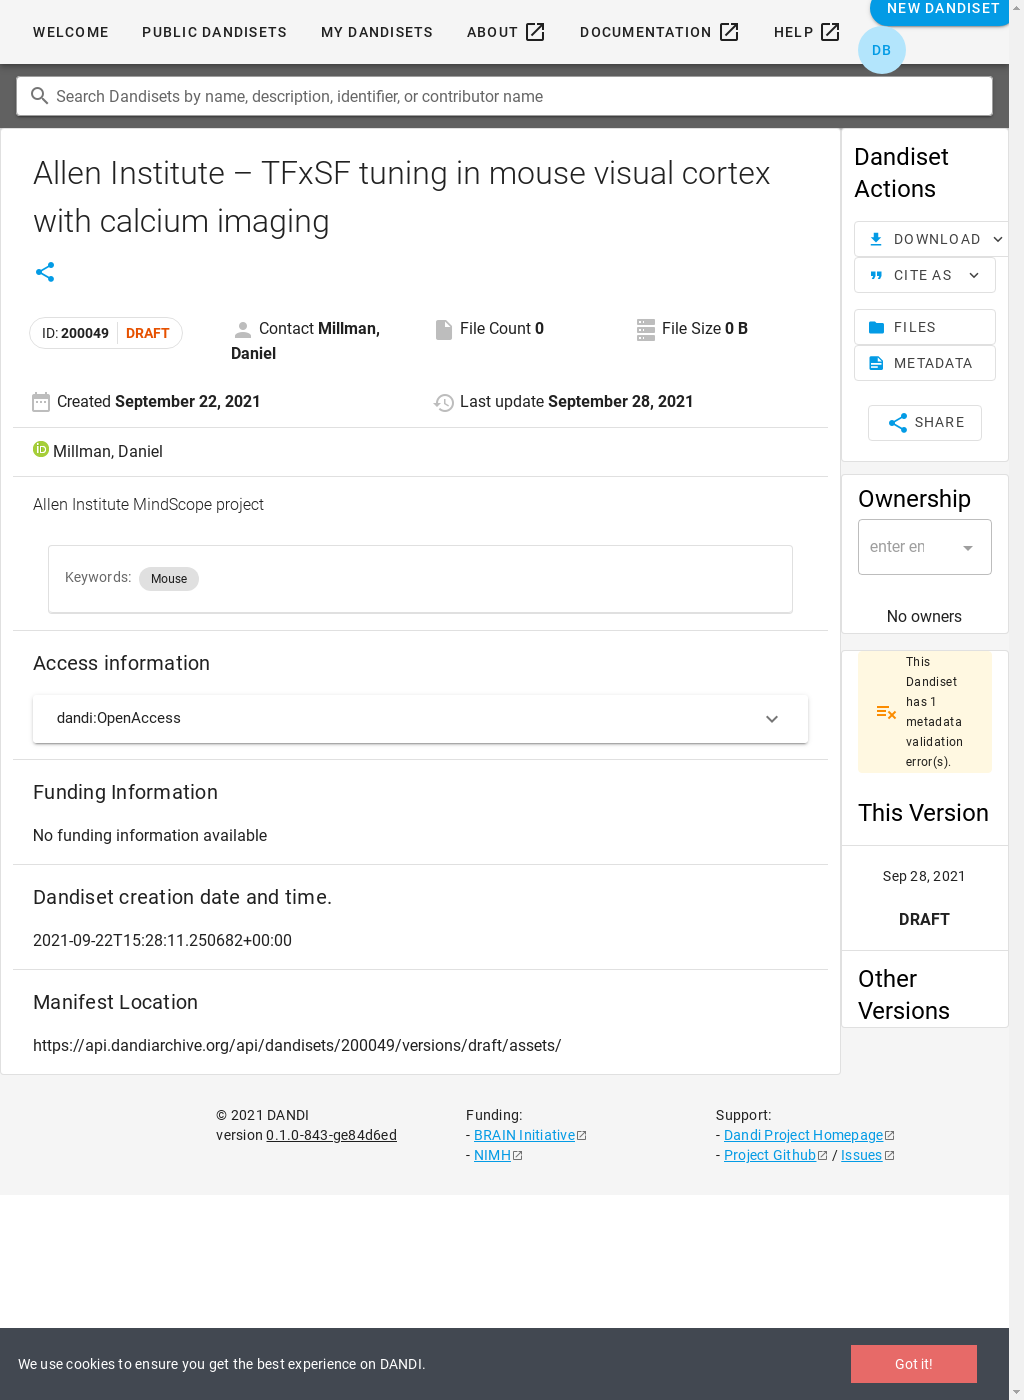 WELCOME PUBLIC DANDISETS MY DANDISETS ABOUT DOCUMENTATION HELP NEW DANDISET
DB
Search Dandisets by name, description, identifier, or contributor name
Allen Institute – TFxSF tuning in mouse visual cortex
with calcium imaging
ID: 200049 DRAFT
Contact Millman,
Daniel
File Count 0
File Size 0 B
Created September 22, 2021
Last update September 28, 2021
iD Millman, Daniel
Allen Institute MindScope project
Keywords: Mouse
Access information
dandi:OpenAccess
Funding Information
No funding information available
Dandiset creation date and time.
2021-09-22T15:28:11.250682+00:00
Manifest Location
https://api.dandiarchive.org/api/dandisets/200049/versions/draft/assets/
Dandiset
Actions
DOWNLOAD
CITE AS
FILES
METADATA
SHARE
Ownership
enter en
No owners
This
Dandiset
has 1
metadata
validation
error(s).
This Version
Sep 28, 2021
DRAFT
Other
Versions
© 2021 DANDI
version 0.1.0-843-ge84d6ed
Funding:
- BRAIN Initiative
- NIMH
Support:
- Dandi Project Homepage
- Project Github / Issues
We use cookies to ensure you get the best experience on DANDI.
Got it!